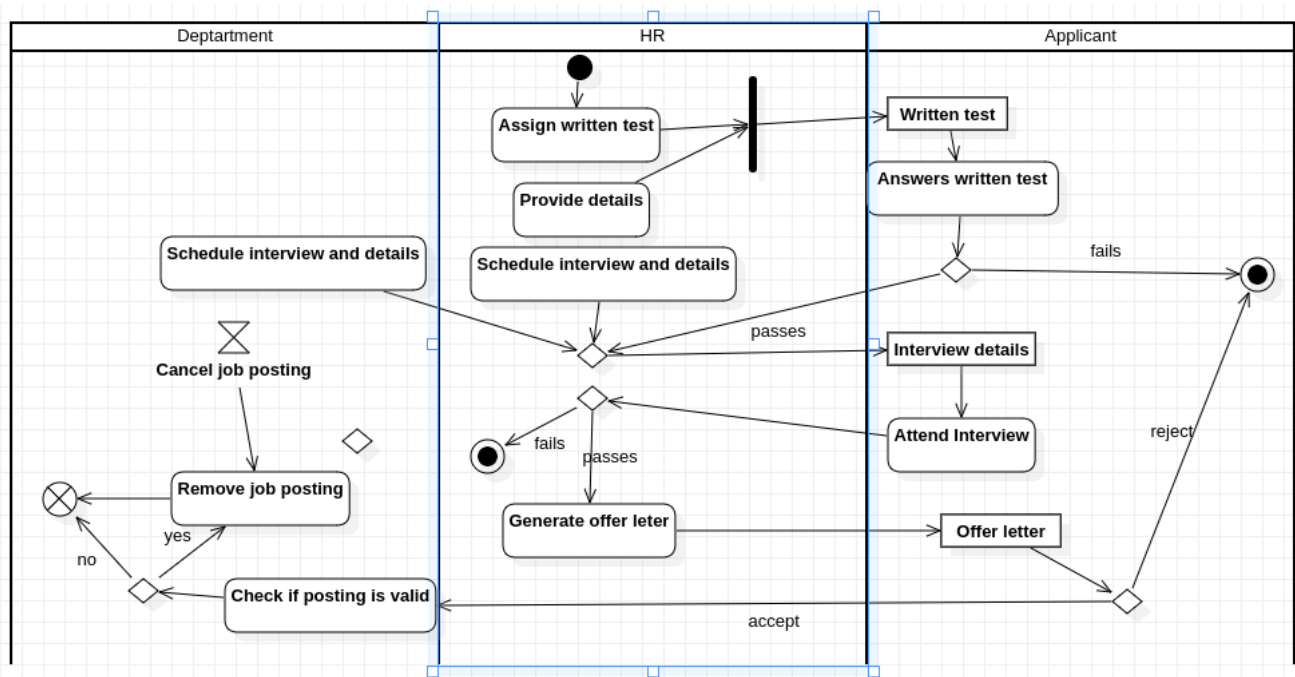 Deptartment
HR
Applicant
Assign written test
Written test
Provide details
Answers written test
Schedule interview and details
Schedule interview and details
fails
passes
Interview details
Cancel job posting
Attend Interview
reject
fails
passes
Remove job posting
Generate offer leter
Offer letter
yes
no
Check if posting is valid
accept